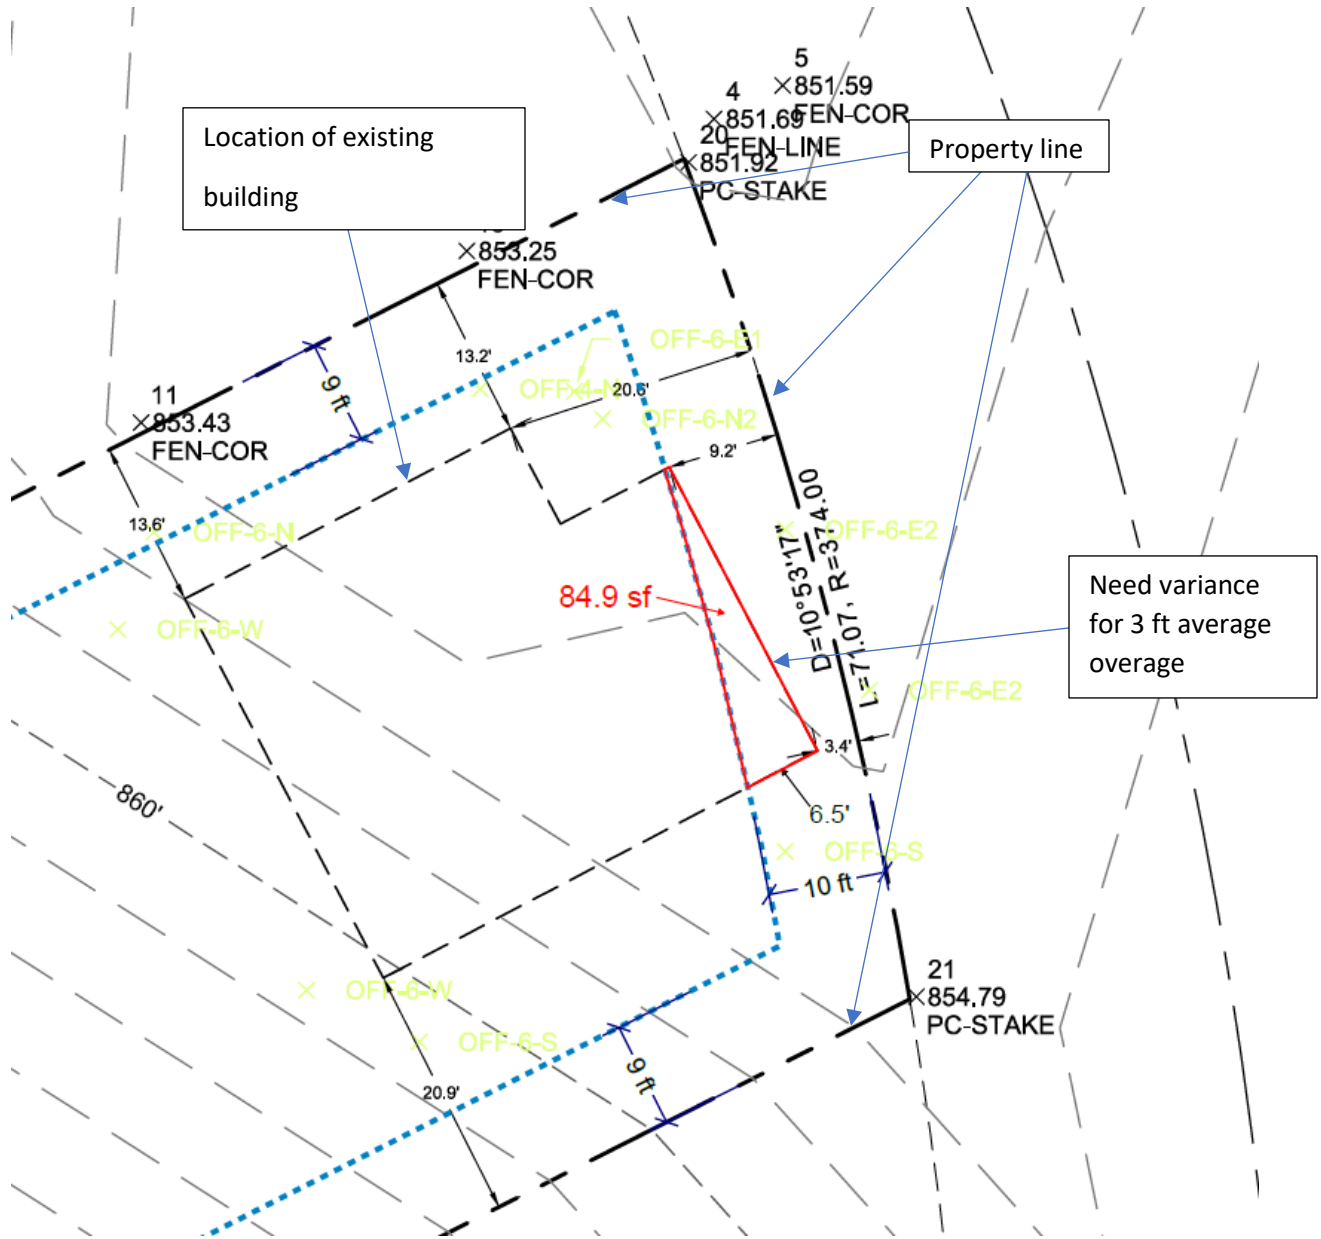 5
851.59
FEN-COR
4
851.69
FEN-LINE
20
851.92
PC-STAKE
Property line
Location of existing
building
853.25
FEN-COR
OFF-6-E1
13.2'
OFF-4-N
20.6'
9 ft
11
853.43
FEN-COR
OFF-6-N2
9.2'
13.6'
OFF-6-N
OFF-6-E2
D=10°53'17"
L=71.07, R=374.00
84.9 sf
Need variance
for 3 ft average
overage
OFF-6-W
OFF-6-E2
3.4'
6.5'
860'
OFF-6-S
10 ft
21
854.79
PC-STAKE
OFF-6-W
OFF-6-S
9 ft
20.9'